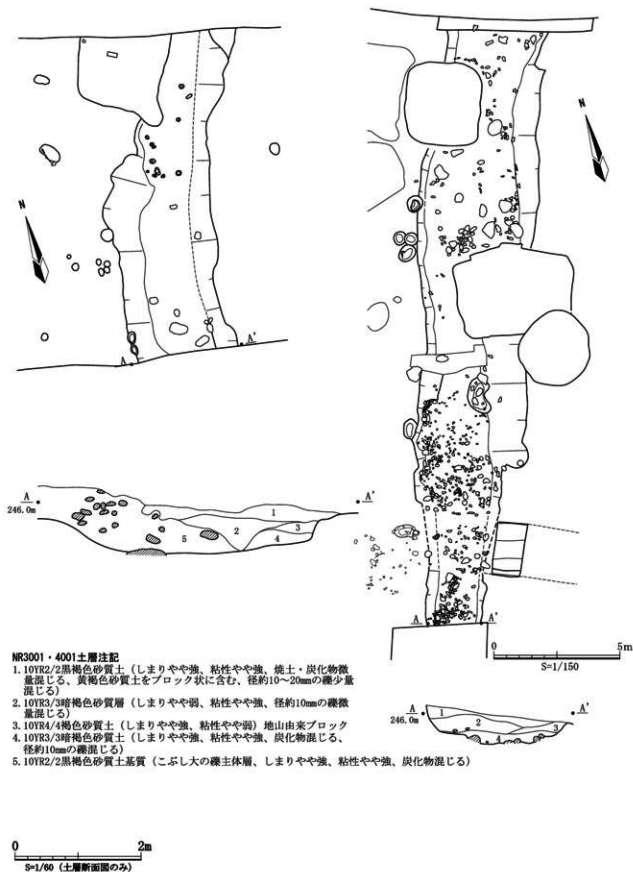 N
N
A
A'
A
246.0m
A'
1
2
3
4
5
A
A'
0
5m
S=1/150
NR3001・4001土層注記
1. 10YR2/2黒褐色砂質土（しまりやや強、粘性やや強、焼土・炭化物微
量混じる、黄褐色砂質土をブロック状に含む、径約10～20mmの礫少量
混じる）
2. 10YR3/3暗褐色砂質層（しまりやや弱、粘性やや強、径約10mmの礫微
量混じる）
3. 10YR4/4褐色砂質土（しまりやや強、粘性やや弱）地山由来ブロック
4. 10YR3/3暗褐色砂質土（しまりやや強、粘性やや強、炭化物混じる、
径約10mmの礫混じる）
5. 10YR2/2黒褐色砂質土基質（こぶし大の礫主体層、しまりやや強、粘性やや強、炭化物混じる）
A
246.0m
A'
1
2
3
4
0
2m
S=1/60（土層断面図のみ）